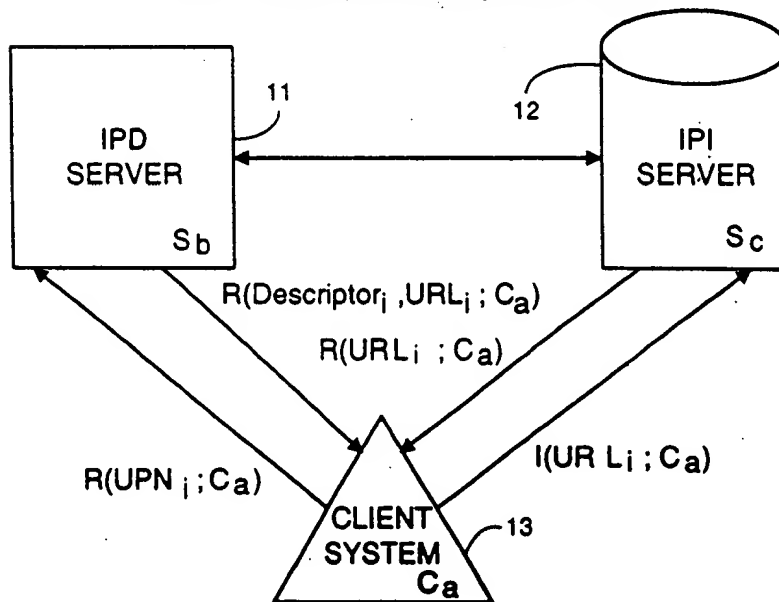 11
12
IPD
SERVER
Sb
IPI
SERVER
Sc
R(Descriptori ,URLi ; Ca)
R(URLi ; Ca)
R(UPN i ; Ca)
I(UR Li ; Ca)
CLIENT
SYSTEM
Ca
13